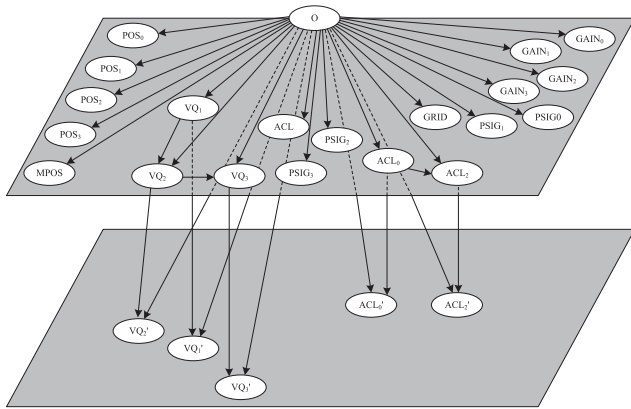 O
POS₀
GAIN₀
GAIN₁
POS₁
GAIN₂
GAIN₃
POS₂
VQ₁
GRID
PSIG0
PSIG₁
ACL
POS₃
PSIG₂
ACL₀
MPOS
VQ₂
VQ₃
PSIG₃
ACL₂
ACL₀'
ACL₂'
VQ₂'
VQ₁'
VQ₃'